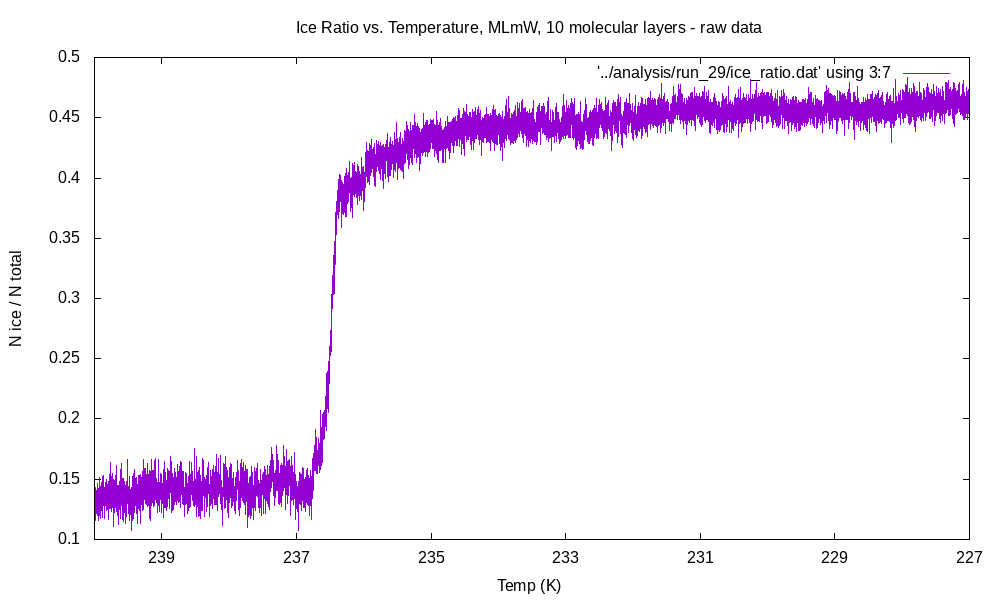 Ice Ratio vs. Temperature, MLmW, 10 molecular layers - raw data
'../analysis/run_29/ice_ratio.dat' using 3:7
0.5
0.45
0.4
0.35
0.3
0.25
0.2
0.15
0.1
N ice / N total
239 237 235 233 231 229 227
Temp (K)